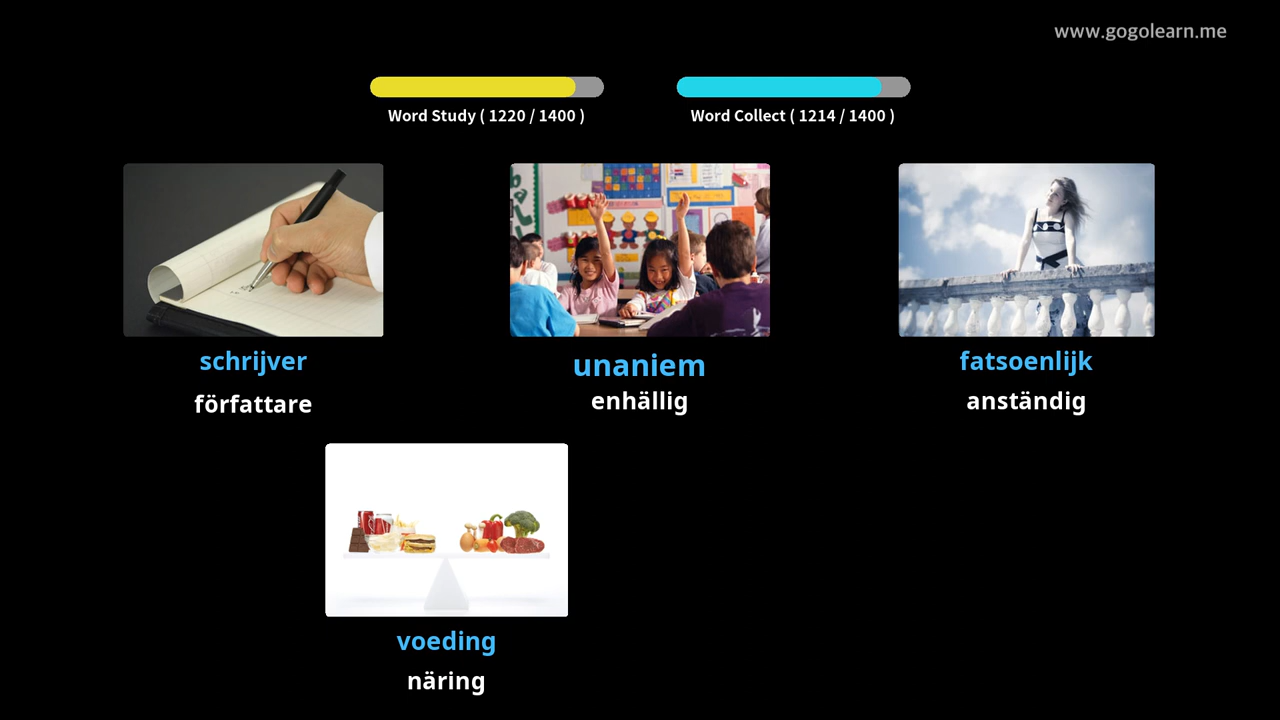 www.gogolearn.me
Word Study ( 1220 / 1400 )
Word Collect ( 1214 / 1400 )
schrijver
unaniem
fatsoenlijk
författare
enhällig
anständig
voeding
näring